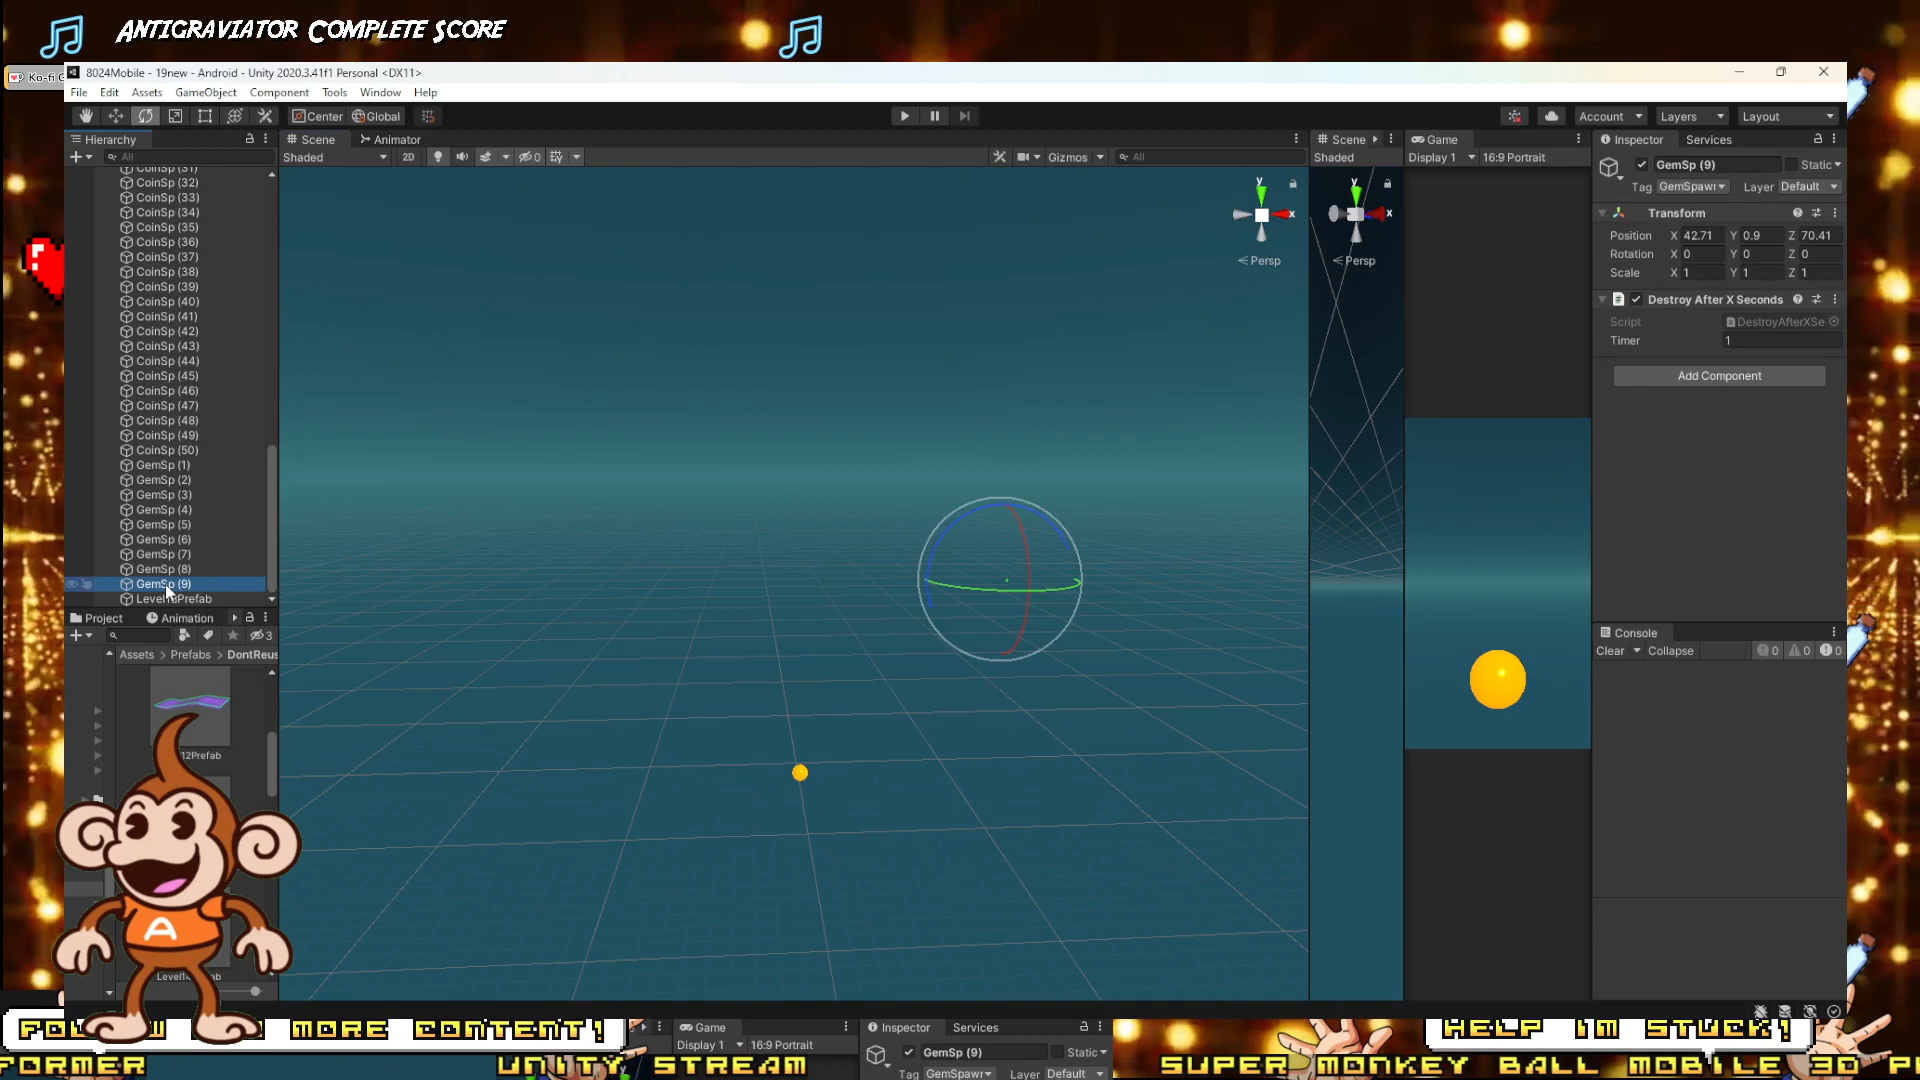 Antigraviator Complete Score
Ko-fi G
8024Mobile - 19new - Android - Unity 2020.3.41f1 Personal <DX11>
File Edit Assets GameObject Component Tools Window Help
Center Global
Account Layers Layout
Hierarchy
Scene Animator
Scene
Game
Inspector Services
All
Shaded 2D 0 Gizmos All
Shaded
Display 1 16:9 Portrait
GemSp (9) Static
Tag GemSpawr Layer Default
Transform
Position X 42.71 Y 0.9 Z 70.41
Rotation X 0 Y 0 Z 0
Scale X 1 Y 1 Z 1
Destroy After X Seconds
Script DestroyAfterXSe
Timer 1
Add Component
y
x
Persp
y
x
Persp
CoinSp (31)
CoinSp (32)
CoinSp (33)
CoinSp (34)
CoinSp (35)
CoinSp (36)
CoinSp (37)
CoinSp (38)
CoinSp (39)
CoinSp (40)
CoinSp (41)
CoinSp (42)
CoinSp (43)
CoinSp (44)
CoinSp (45)
CoinSp (46)
CoinSp (47)
CoinSp (48)
CoinSp (49)
CoinSp (50)
GemSp (1)
GemSp (2)
GemSp (3)
GemSp (4)
GemSp (5)
GemSp (6)
GemSp (7)
GemSp (8)
GemSp (9)
Project Animation
3
Assets > Prefabs > DontReus
12Prefab
A
Console
Clear Collapse 0 0 0
MORE CONTENT!
HELP IM STUCK!
Game
Inspector Services
Display 1 16:9 Portrait
GemSp (9) Static
Tag GemSpawr Layer Default
FORMER UNITY STREAM SUPER MONKEY BALL MOBILE 3D